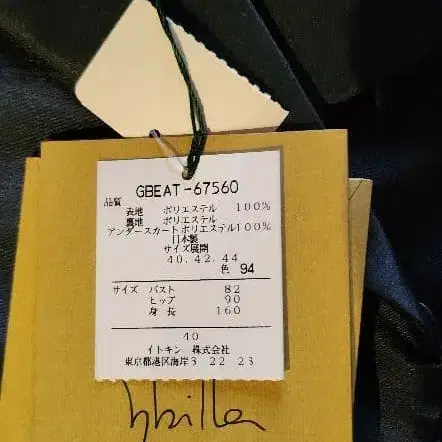 GBEAT-67560
品質
表地 ポリエステル 100%
裏地 ポリエステル
アンダースカート ポリエステル100%
日本製
サイズ展開
40.42.44
色 94
サイズ バスト 82
ヒップ 90
身長 160
40
イトキン 株式会社
東京都港区海岸3 22 23
Sybilla